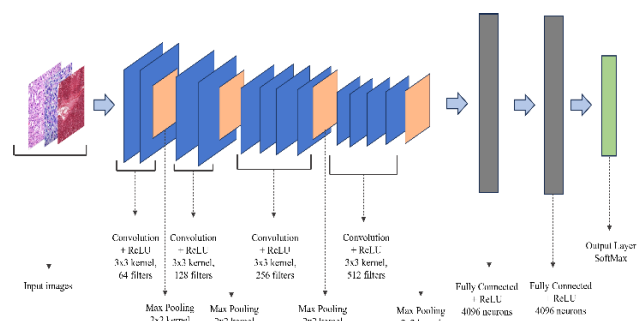 Convolution
+ ReLU
3x3 kernel,
64 filters
Convolution
+ ReLU
3x3 kernel,
128 filters
Convolution
+ ReLU
3x3 kernel,
256 filters
Convolution
+ ReLU
3x3 kernel,
512 filters
Output Layer
SoftMax
Input images
Fully Connected
+ ReLU
4096 neurons
Fully Connected
ReLU
4096 neurons
Max Pooling
Max Pooling
Max Pooling
Max Pooling